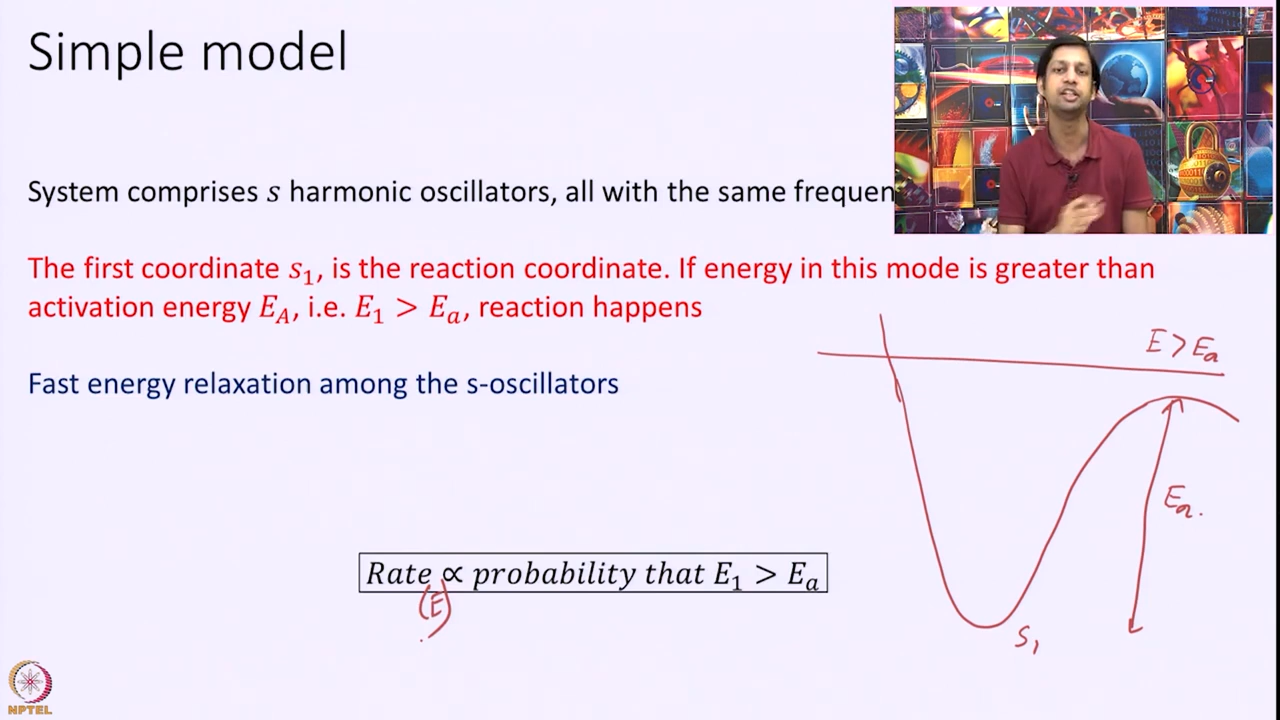 Simple model
System comprises s harmonic oscillators, all with the same frequen
The first coordinate s₁, is the reaction coordinate. If energy in this mode is greater than
activation energy E_A, i.e. E₁ > Eₐ, reaction happens
E > Eₐ
Fast energy relaxation among the s-oscillators
Eₐ.
Rate ∝ probability that E₁ > Eₐ
(E)
S₁
NPTEL